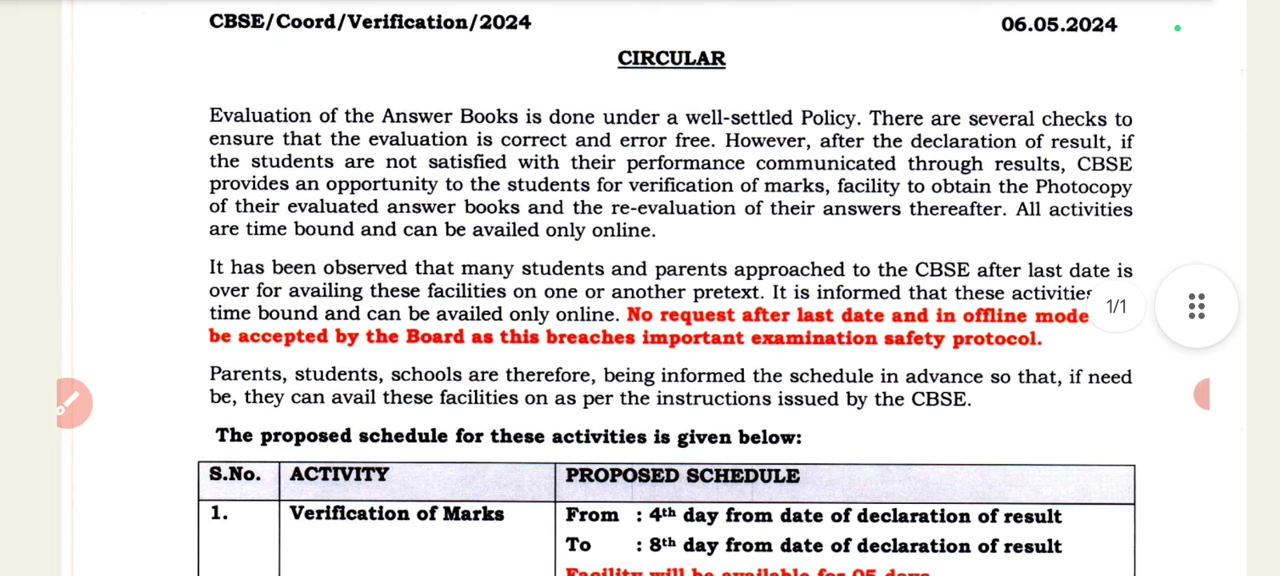 CBSE/Coord/Verification/2024 06.05.2024
CIRCULAR
Evaluation of the Answer Books is done under a well-settled Policy. There are several checks to
ensure that the evaluation is correct and error free. However, after the declaration of result, if
the students are not satisfied with their performance communicated through results, CBSE
provides an opportunity to the students for verification of marks, facility to obtain the Photocopy
of their evaluated answer books and the re-evaluation of their answers thereafter. All activities
are time bound and can be availed only online.
It has been observed that many students and parents approached to the CBSE after last date is
over for availing these facilities on one or another pretext. It is informed that these activities
time bound and can be availed only online. No request after last date and in offline mode
be accepted by the Board as this breaches important examination safety protocol.
1/1
Parents, students, schools are therefore, being informed the schedule in advance so that, if need
be, they can avail these facilities on as per the instructions issued by the CBSE.
The proposed schedule for these activities is given below:
S.No. ACTIVITY PROPOSED SCHEDULE
1. Verification of Marks From : 4th day from date of declaration of result
To : 8th day from date of declaration of result
Facility will be available for 05 days